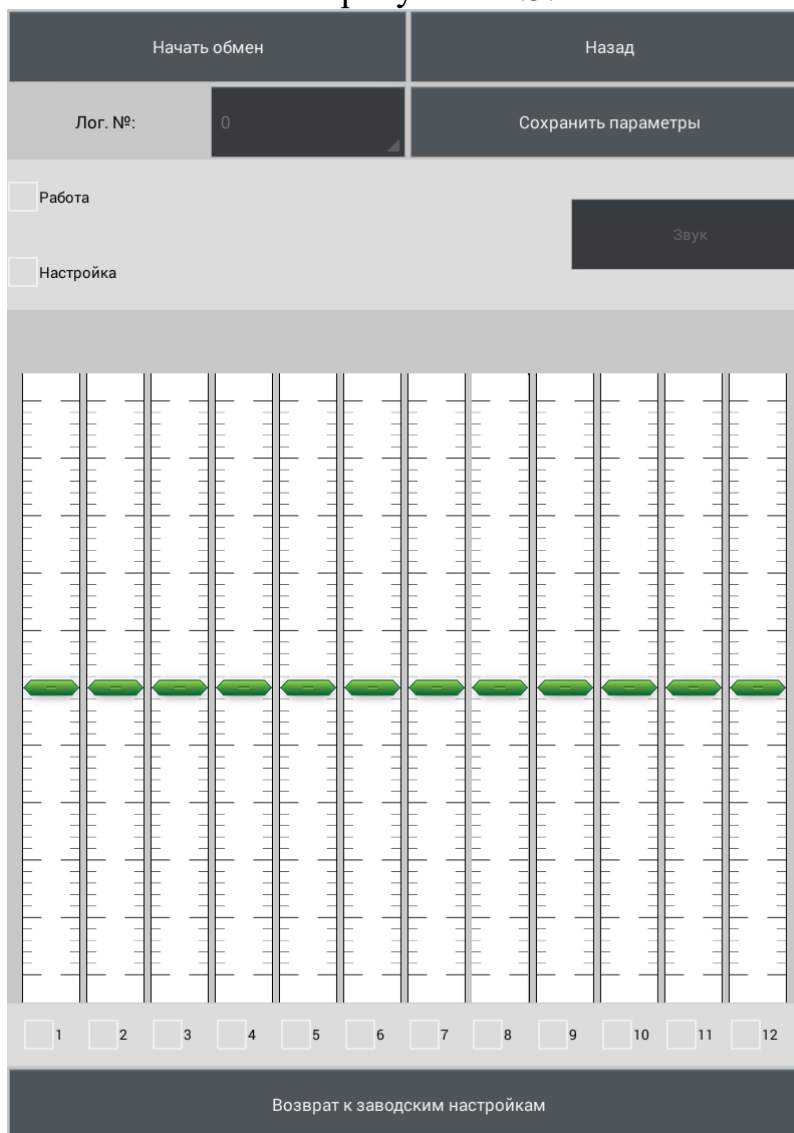 Начать обмен
Назад
Лог. №:
0
Сохранить параметры
Работа
Звук
Настройка
1 2 3 4 5 6 7 8 9 10 11 12
Возврат к заводским настройкам